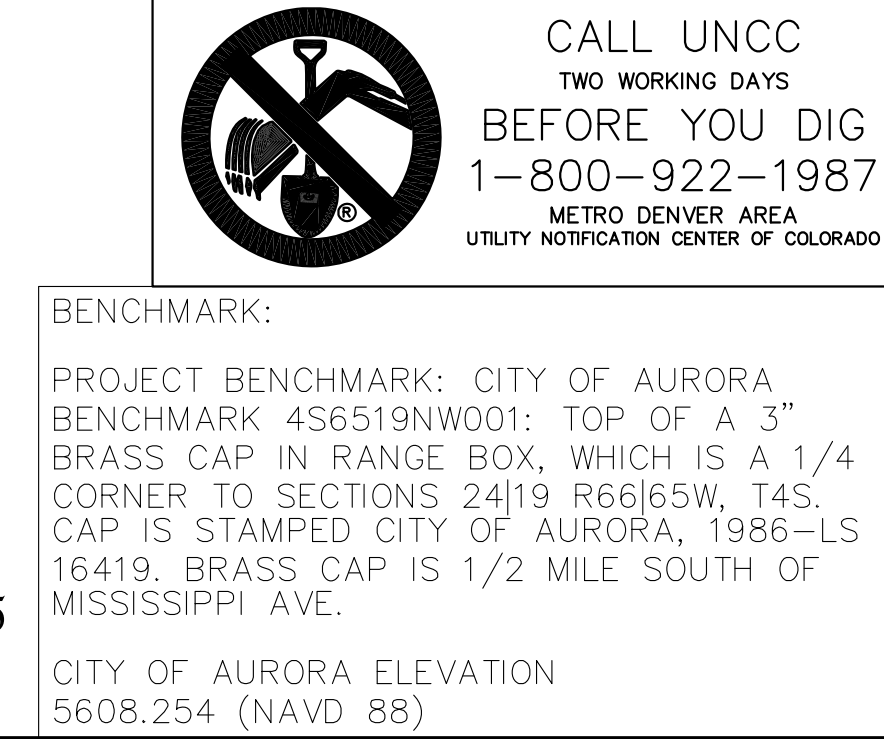 CALL UNCC
TWO WORKING DAYS
BEFORE YOU DIG
1-800-922-1987
METRO DENVER AREA
UTILITY NOTIFICATION CENTER OF COLORADO
®
BENCHMARK:
PROJECT BENCHMARK: CITY OF AURORA
BENCHMARK 4S6519NW001: TOP OF A 3”
BRASS CAP IN RANGE BOX, WHICH IS A 1/4
CORNER TO SECTIONS 24|19 R66|65W, T4S.
CAP IS STAMPED CITY OF AURORA, 1986-LS
16419. BRASS CAP IS 1/2 MILE SOUTH OF
MISSISSIPPI AVE.
CITY OF AURORA ELEVATION
5608.254 (NAVD 88)